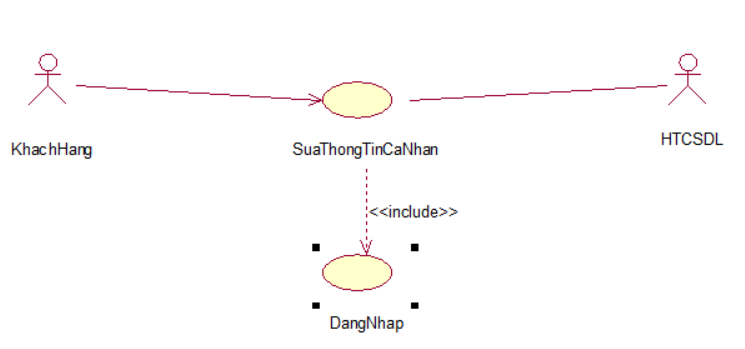 KhachHang
SuaThongTinCaNhan
HTCSDL
<<include>>
DangNhap